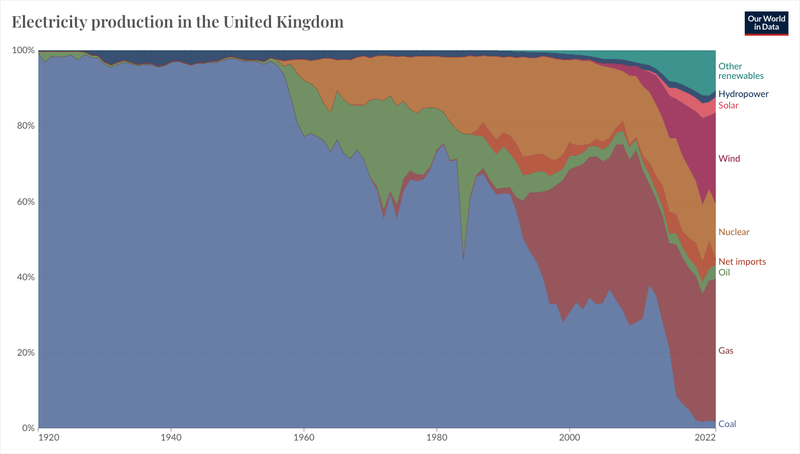 Electricity production in the United Kingdom
Our World
in Data
100%
80%
60%
40%
20%
0%
1920
1940
1960
1980
2000
2022
Other
renewables
Hydropower
Solar
Wind
Nuclear
Net imports
Oil
Gas
Coal